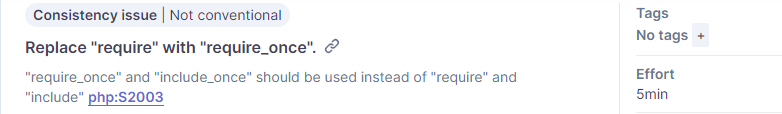 Consistency issue | Not conventional
Replace "require" with "require_once".
"require_once" and "include_once" should be used instead of "require" and
"include" php:S2003
Tags
No tags +
Effort
5min